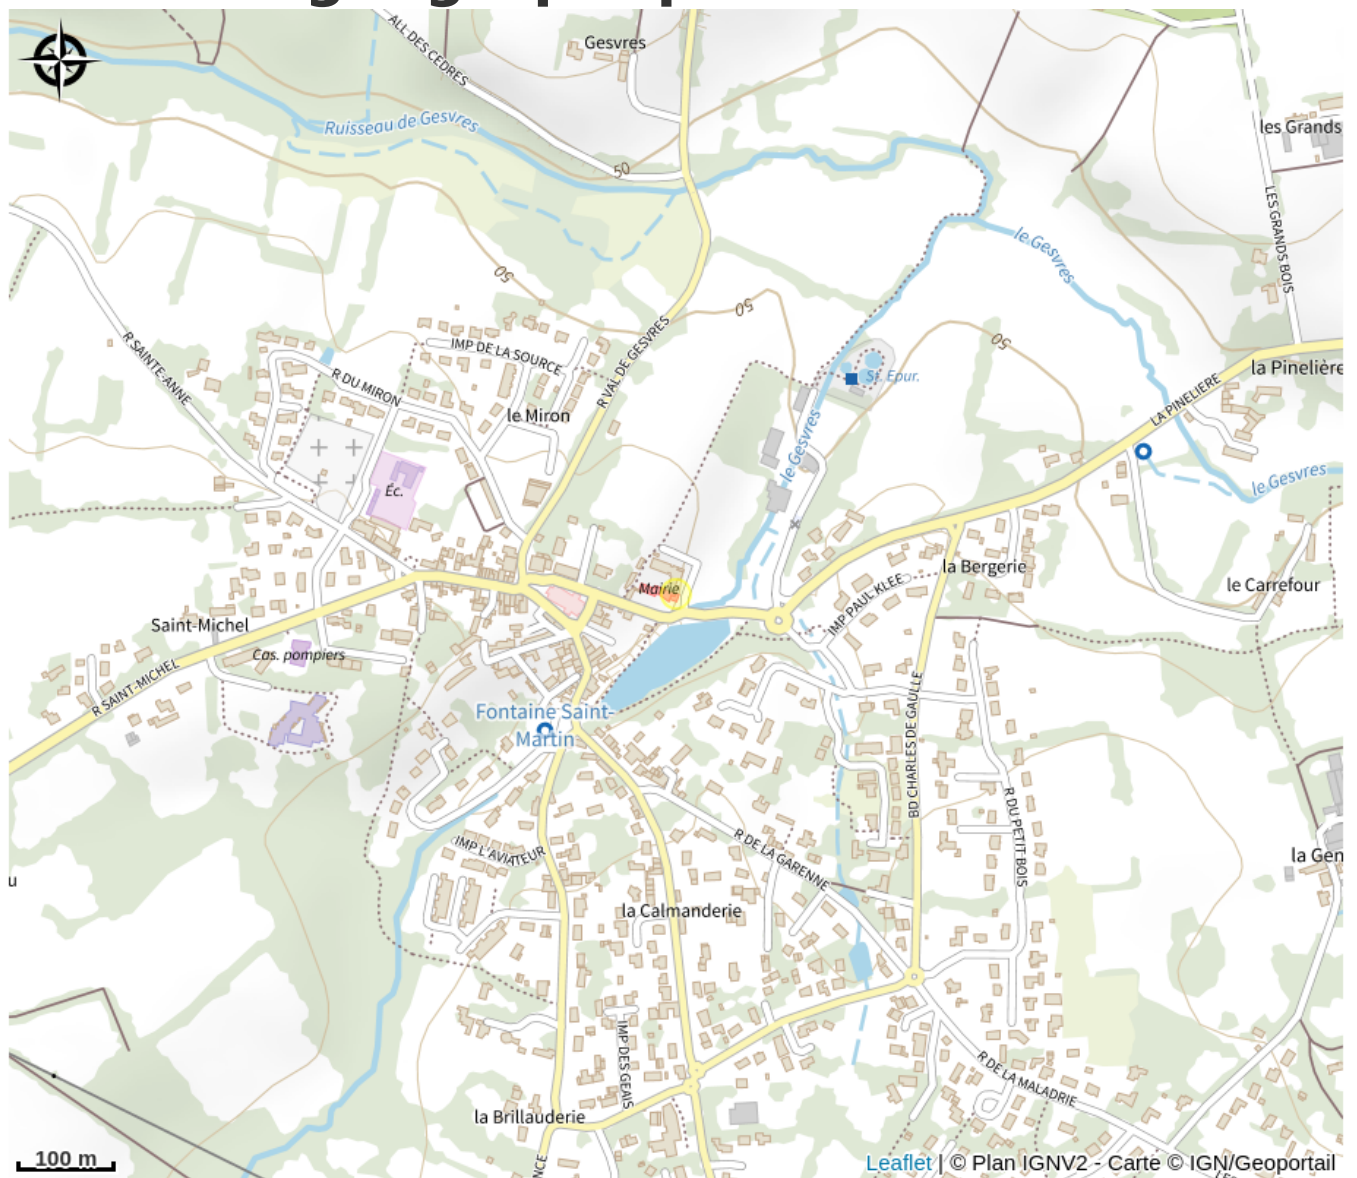 ALL DES CEDRES
Gesvres
Ruisseau de Gesvres
les Grands
50
LES GRANDS BOIS
le Gesvres
50
50
50
R SAINTE-ANNE
IMP DE LA SOURCE
R VAL DE GESVRES
R DU MIRON
le Miron
St. Epur.
la Pinelière
LA PINELIERE
le Gesvres
le Gesvres
Éc.
la Bergerie
le Carrefour
Mairie
IMP PAUL KLEE
Saint-Michel
Cas. pompiers
R SAINT-MICHEL
Fontaine Saint-
Martin
BD CHARLES DE GAULLE
R DU PETIT BOIS
IMP L'AVIATEUR
R DE LA GARENNE
la Gen
u
la Calmanderie
IMP DES GEAIS
R DE LA MALADRIE
la Brillauderie
NCE
100 m
Leaflet | © Plan IGNV2 - Carte © IGN/Geoportail